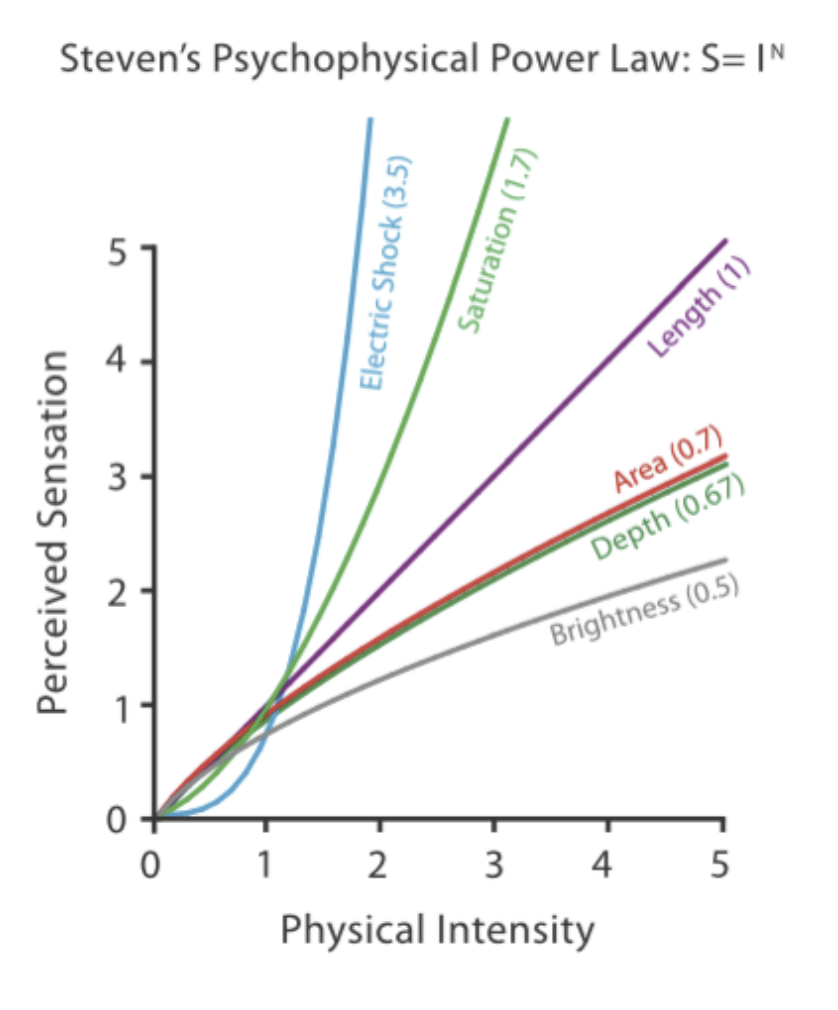 Steven's Psychophysical Power Law: S= Iᴺ
Electric Shock (3.5)
Saturation (1.7)
Length (1)
Area (0.7)
Depth (0.67)
Brightness (0.5)
Perceived Sensation
5
4
3
2
1
0
0 1 2 3 4 5
Physical Intensity